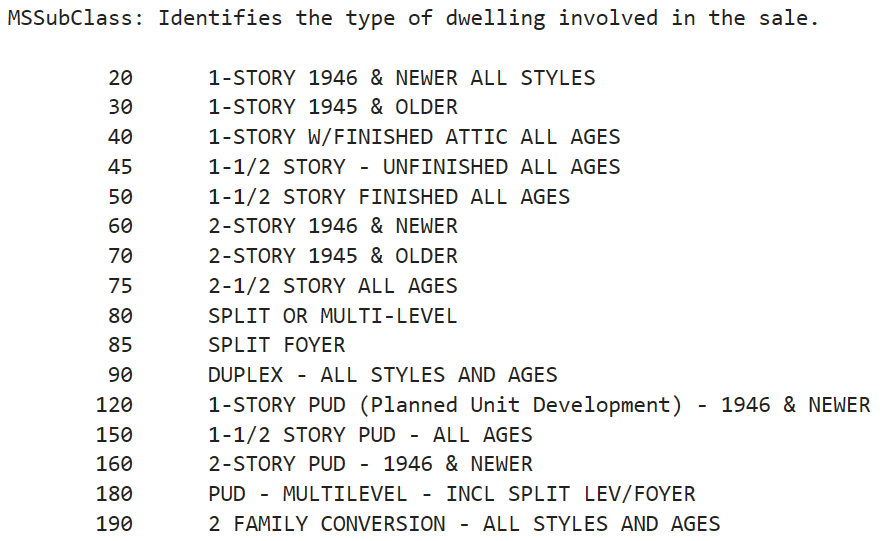 MSSubClass: Identifies the type of dwelling involved in the sale.
20 1-STORY 1946 & NEWER ALL STYLES
30 1-STORY 1945 & OLDER
40 1-STORY W/FINISHED ATTIC ALL AGES
45 1-1/2 STORY - UNFINISHED ALL AGES
50 1-1/2 STORY FINISHED ALL AGES
60 2-STORY 1946 & NEWER
70 2-STORY 1945 & OLDER
75 2-1/2 STORY ALL AGES
80 SPLIT OR MULTI-LEVEL
85 SPLIT FOYER
90 DUPLEX - ALL STYLES AND AGES
120 1-STORY PUD (Planned Unit Development) - 1946 & NEWER
150 1-1/2 STORY PUD - ALL AGES
160 2-STORY PUD - 1946 & NEWER
180 PUD - MULTILEVEL - INCL SPLIT LEV/FOYER
190 2 FAMILY CONVERSION - ALL STYLES AND AGES